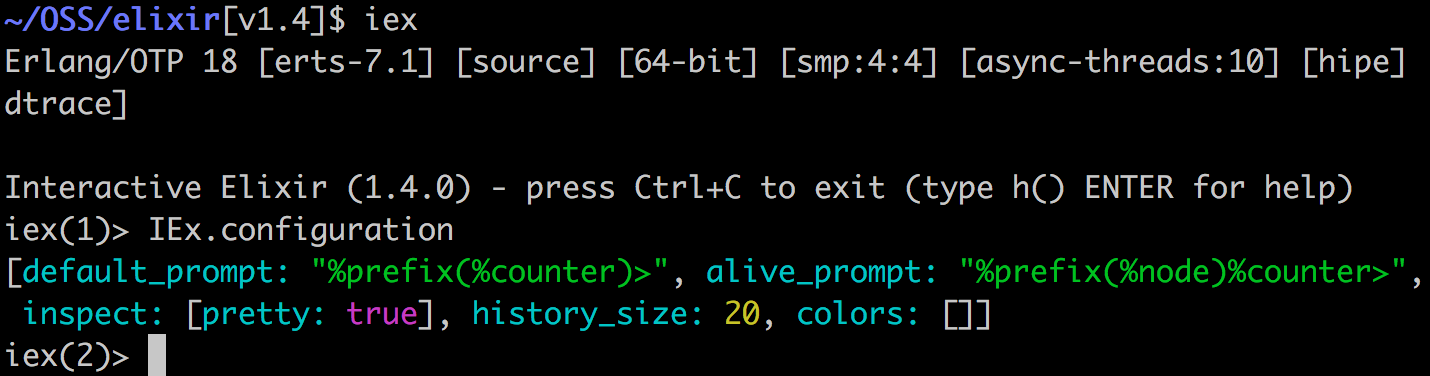 ~/OSS/elixir[v1.4]$ iex
Erlang/OTP 18 [erts-7.1] [source] [64-bit] [smp:4:4] [async-threads:10] [hipe]
dtrace]
Interactive Elixir (1.4.0) - press Ctrl+C to exit (type h() ENTER for help)
iex(1)> IEx.configuration
[default_prompt: "%prefix(%counter)>", alive_prompt: "%prefix(%node)%counter>",
 inspect: [pretty: true], history_size: 20, colors: []]
iex(2)>